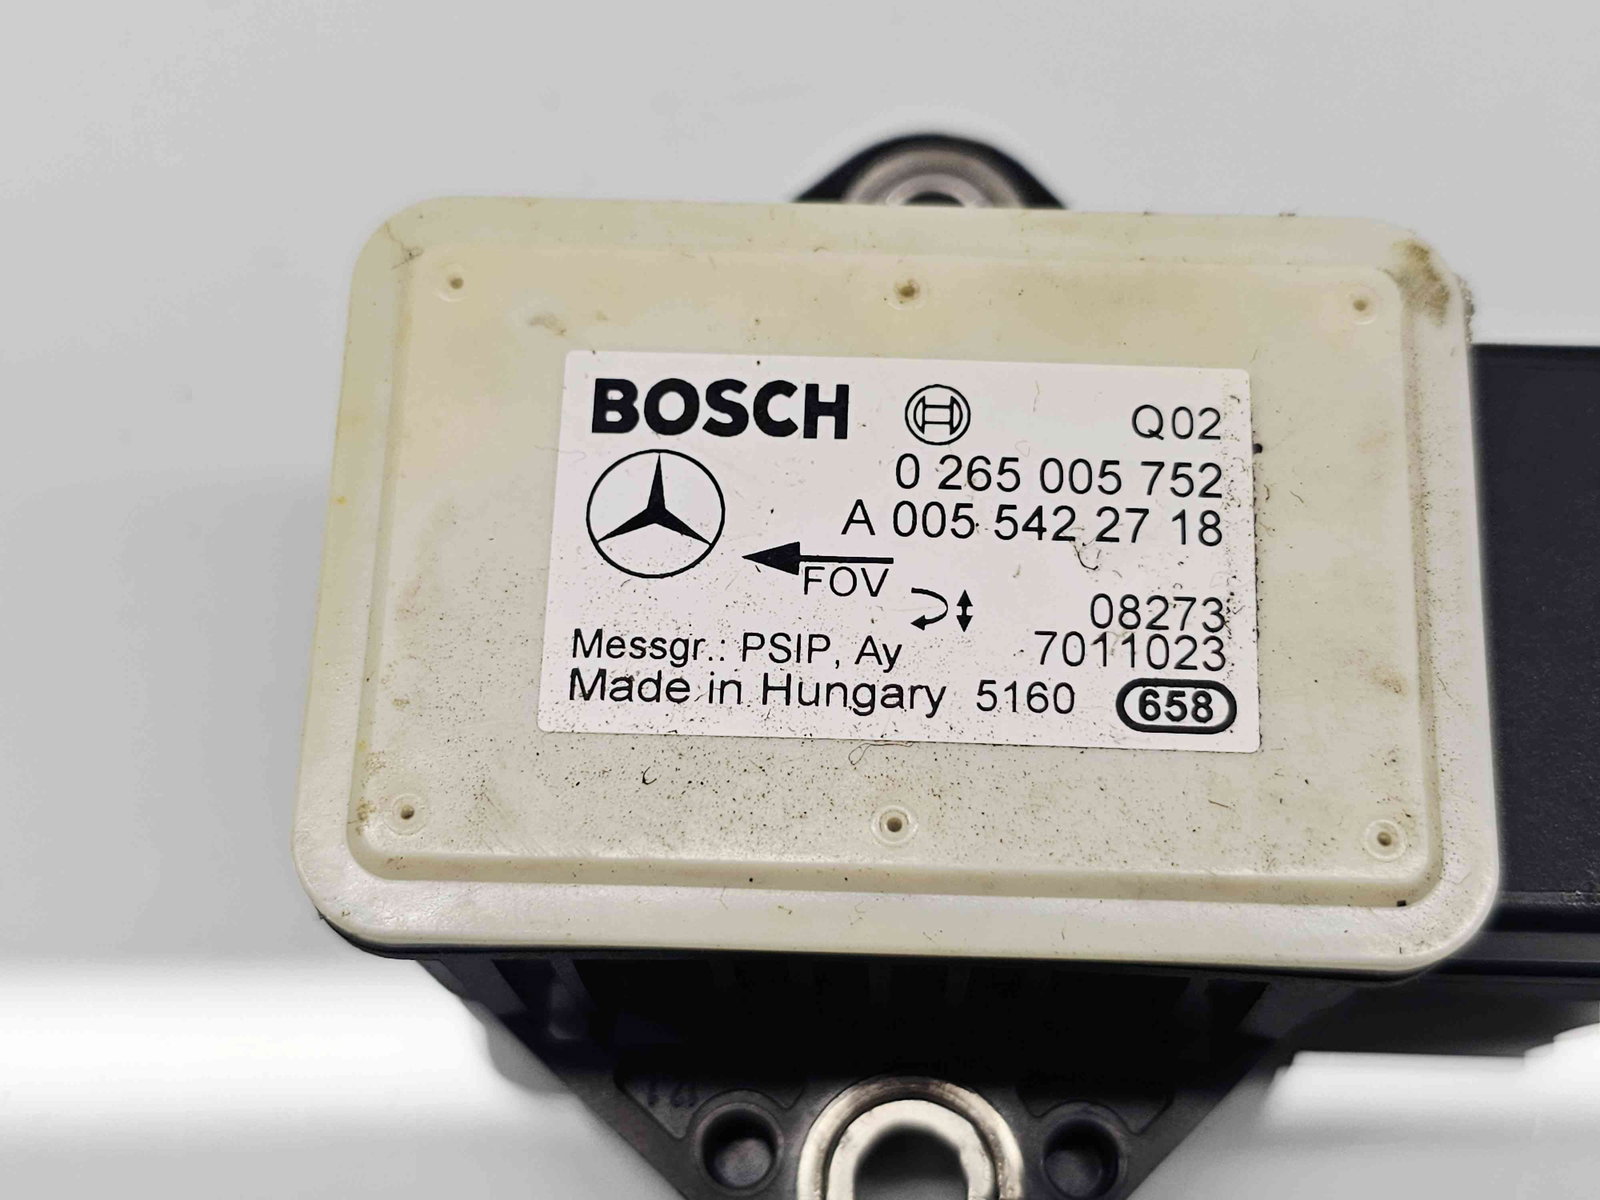 BOSCH Q02
0 265 005 752
A 005 542 27 18
FOV
08273
Messgr.: PSIP, Ay 7011023
Made in Hungary 5160 658